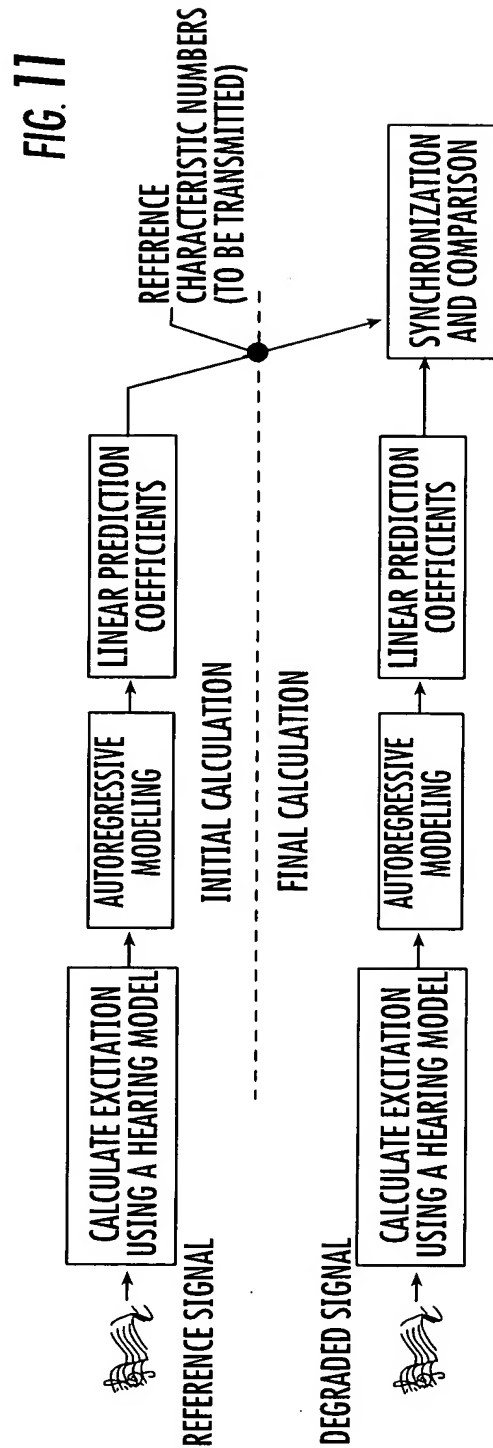 FIG. 11
REFERENCE
CHARACTERISTIC NUMBERS
(TO BE TRANSMITTED)
REFERENCE SIGNAL
CALCULATE EXCITATION
USING A HEARING MODEL
AUTOREGRESSIVE
MODELING
LINEAR PREDICTION
COEFFICIENTS
INITIAL CALCULATION
FINAL CALCULATION
DEGRADED SIGNAL
CALCULATE EXCITATION
USING A HEARING MODEL
AUTOREGRESSIVE
MODELING
LINEAR PREDICTION
COEFFICIENTS
SYNCHRONIZATION
AND COMPARISON